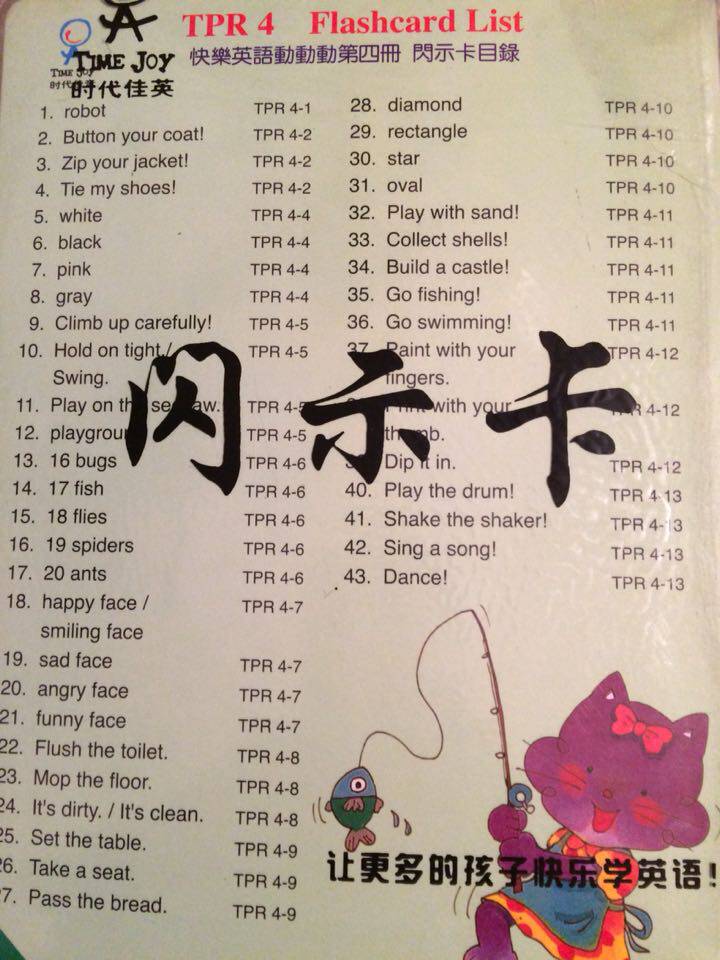 TIME JOY
时代佳英
TIME JOY
时代佳英
TPR 4 Flashcard List
快樂英語動動動第四冊 閃示卡目錄
1. robot TPR 4-1
2. Button your coat! TPR 4-2
3. Zip your jacket! TPR 4-2
4. Tie my shoes! TPR 4-2
5. white TPR 4-4
6. black TPR 4-4
7. pink TPR 4-4
8. gray TPR 4-4
9. Climb up carefully! TPR 4-5
10. Hold on tight./ TPR 4-5
Swing.
11. Play on the seesaw. TPR 4-5
12. playground TPR 4-5
13. 16 bugs TPR 4-6
14. 17 fish TPR 4-6
15. 18 flies TPR 4-6
16. 19 spiders TPR 4-6
17. 20 ants TPR 4-6
18. happy face / TPR 4-7
smiling face
19. sad face TPR 4-7
20. angry face TPR 4-7
21. funny face TPR 4-7
22. Flush the toilet. TPR 4-8
23. Mop the floor. TPR 4-8
24. It's dirty. / It's clean. TPR 4-8
25. Set the table. TPR 4-9
26. Take a seat. TPR 4-9
27. Pass the bread. TPR 4-9
28. diamond TPR 4-10
29. rectangle TPR 4-10
30. star TPR 4-10
31. oval TPR 4-10
32. Play with sand! TPR 4-11
33. Collect shells! TPR 4-11
34. Build a castle! TPR 4-11
35. Go fishing! TPR 4-11
36. Go swimming! TPR 4-11
37. Paint with your TPR 4-12
fingers.
38. Print with your TPR 4-12
thumb.
39. Dip it in. TPR 4-12
40. Play the drum! TPR 4-13
41. Shake the shaker! TPR 4-13
42. Sing a song! TPR 4-13
43. Dance! TPR 4-13
闪示卡
让更多的孩子快乐学英语!